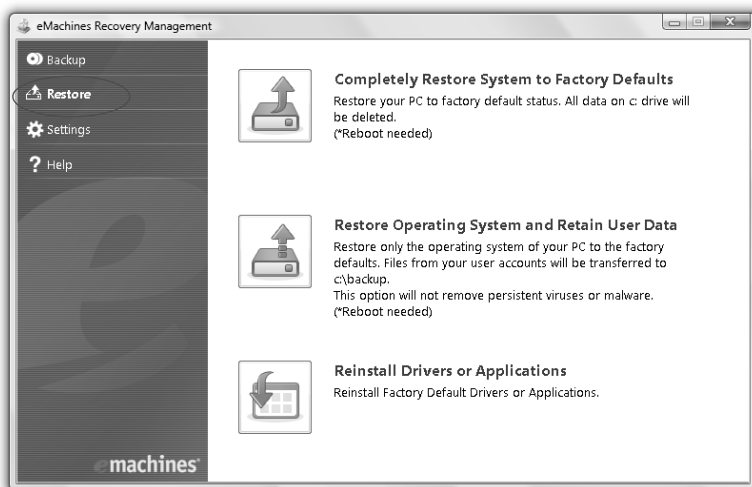 eMachines Recovery Management
Backup
Restore
Settings
Help
Completely Restore System to Factory Defaults
Restore your PC to factory default status. All data on c: drive will
be deleted.
(*Reboot needed)
Restore Operating System and Retain User Data
Restore only the operating system of your PC to the factory
defaults. Files from your user accounts will be transferred to
c:\backup.
This option will not remove persistent viruses or malware.
(*Reboot needed)
Reinstall Drivers or Applications
Reinstall Factory Default Drivers or Applications.
emachines